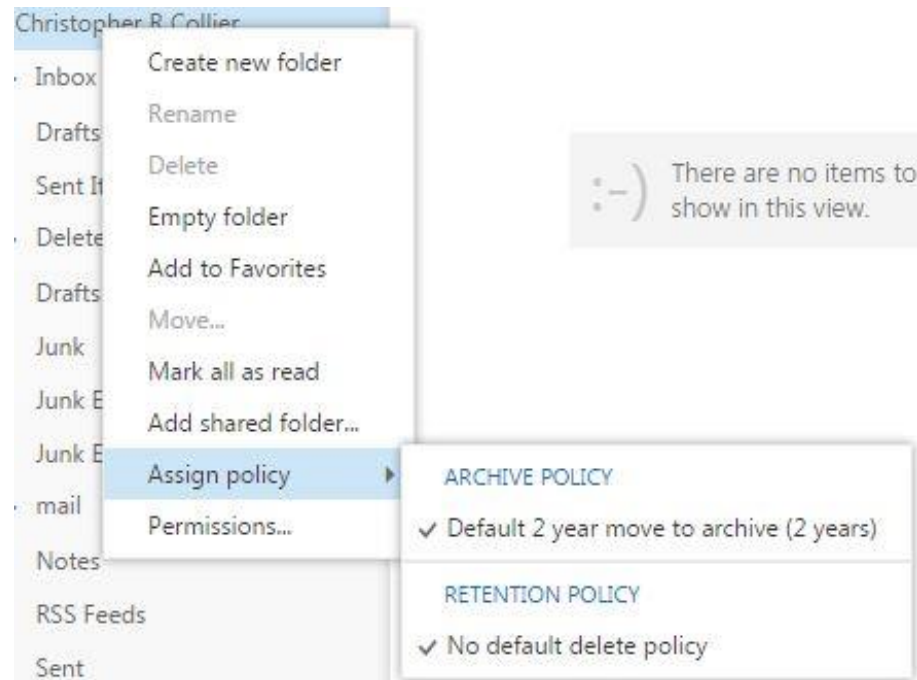 Christopher R Collier
Inbox
Drafts
Sent It
Delete
Drafts
Junk
Junk E
Junk E
mail
Notes
RSS Feeds
Sent
Create new folder
Rename
Delete
Empty folder
Add to Favorites
Move...
Mark all as read
Add shared folder...
Assign policy
Permissions...
ARCHIVE POLICY
Default 2 year move to archive (2 years)
RETENTION POLICY
No default delete policy
:-)
There are no items to
show in this view.